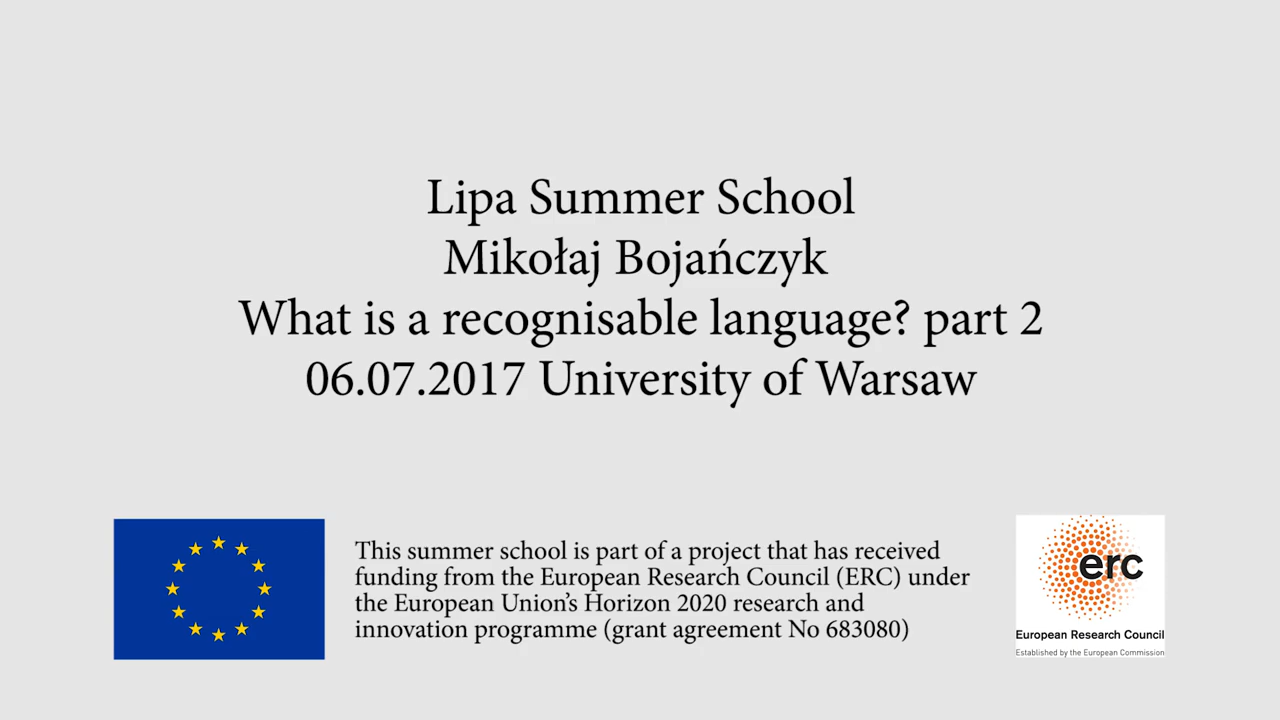 Lipa Summer School
Mikołaj Bojańczyk
What is a recognisable language? part 2
06.07.2017 University of Warsaw
This summer school is part of a project that has received
funding from the European Research Council (ERC) under
the European Union's Horizon 2020 research and
innovation programme (grant agreement No 683080)
erc
European Research Council
Established by the European Commission